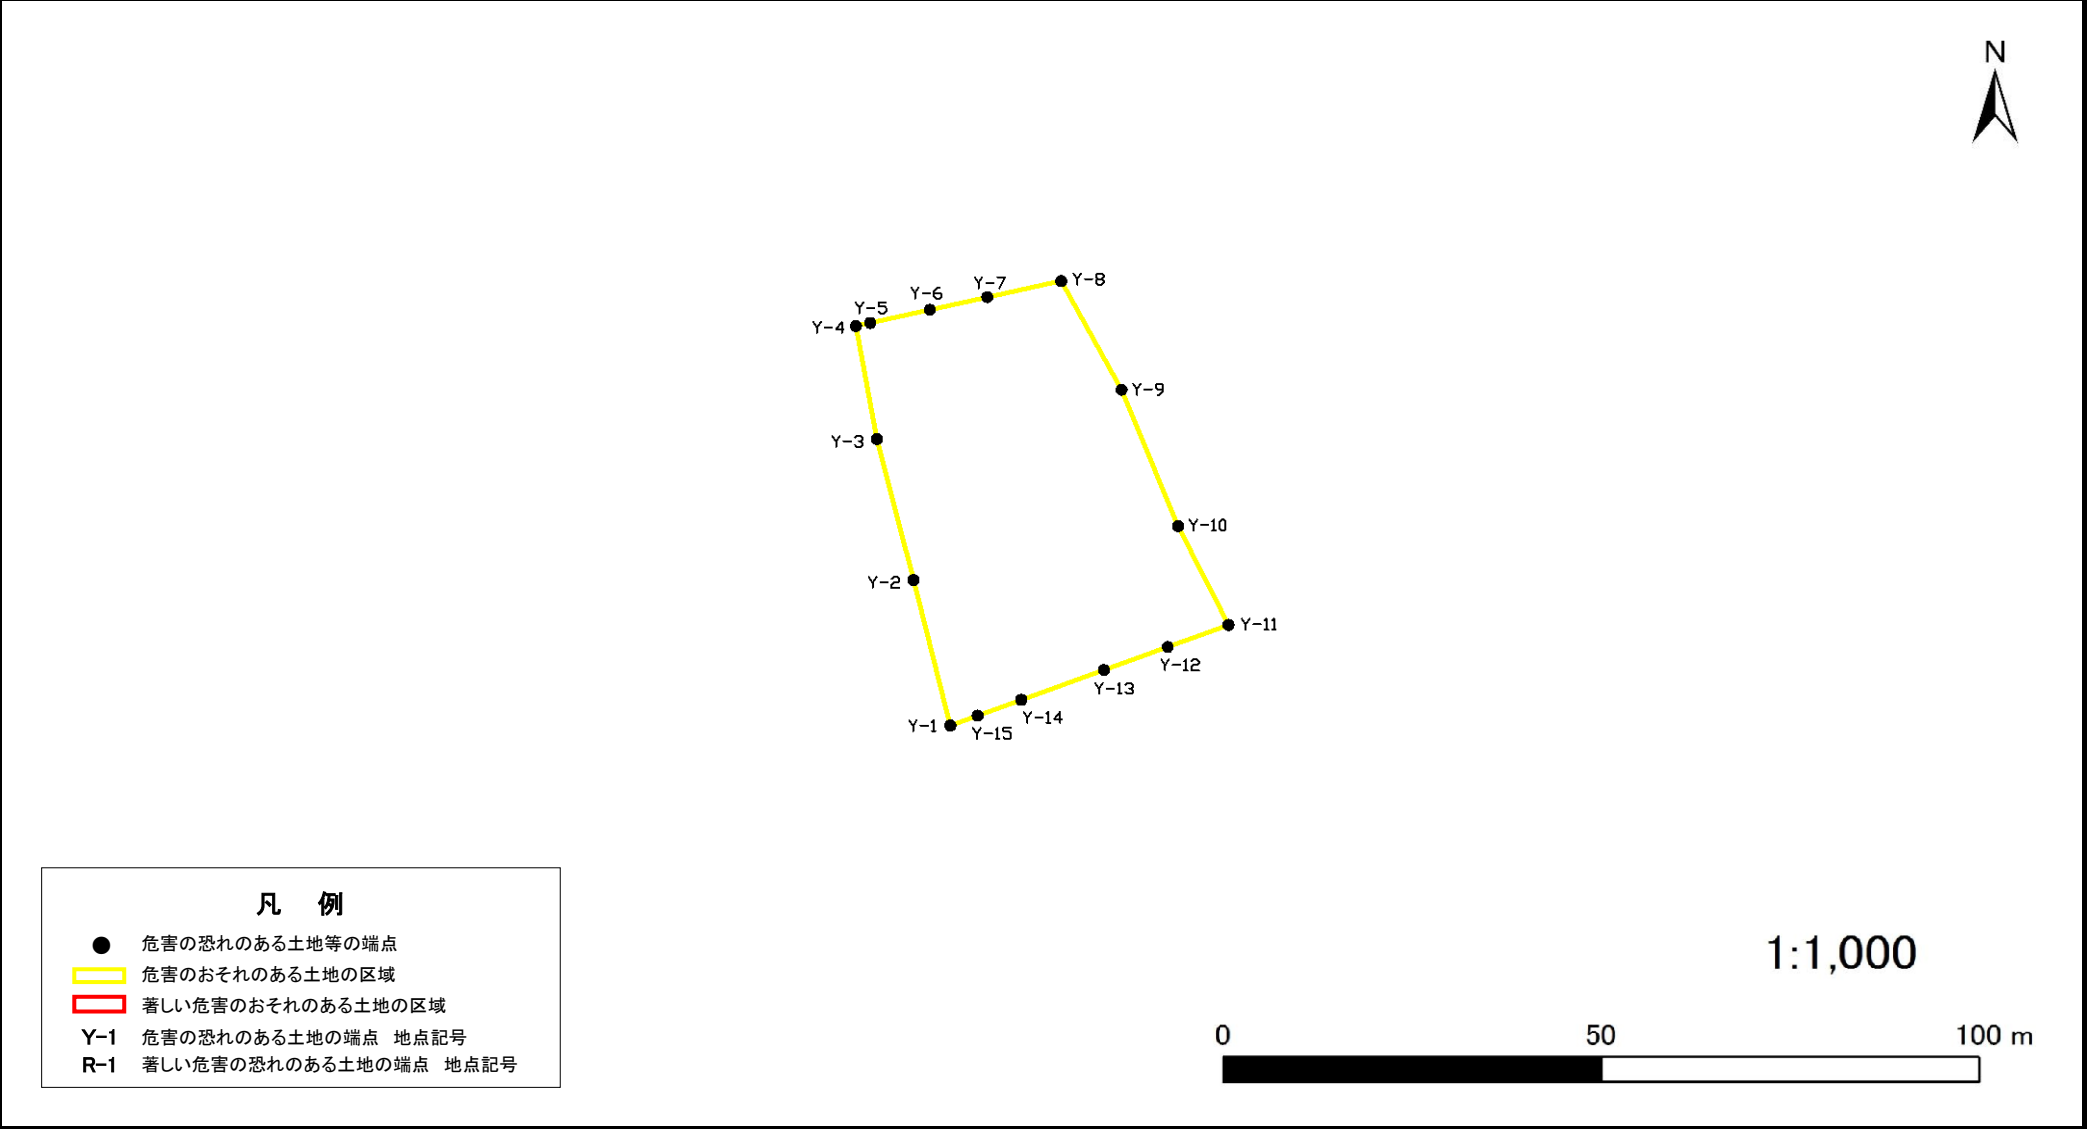 N
Y-8
Y-7
Y-6
Y-5
Y-4
Y-9
Y-3
Y-10
Y-2
Y-11
Y-12
Y-13
Y-14
Y-1
Y-15
凡 例
危害の恐れのある土地等の端点
危害のおそれのある土地の区域
著しい危害のおそれのある土地の区域
Y-1 危害の恐れのある土地の端点 地点記号
R-1 著しい危害の恐れのある土地の端点 地点記号
1:1,000
0 50 100 m